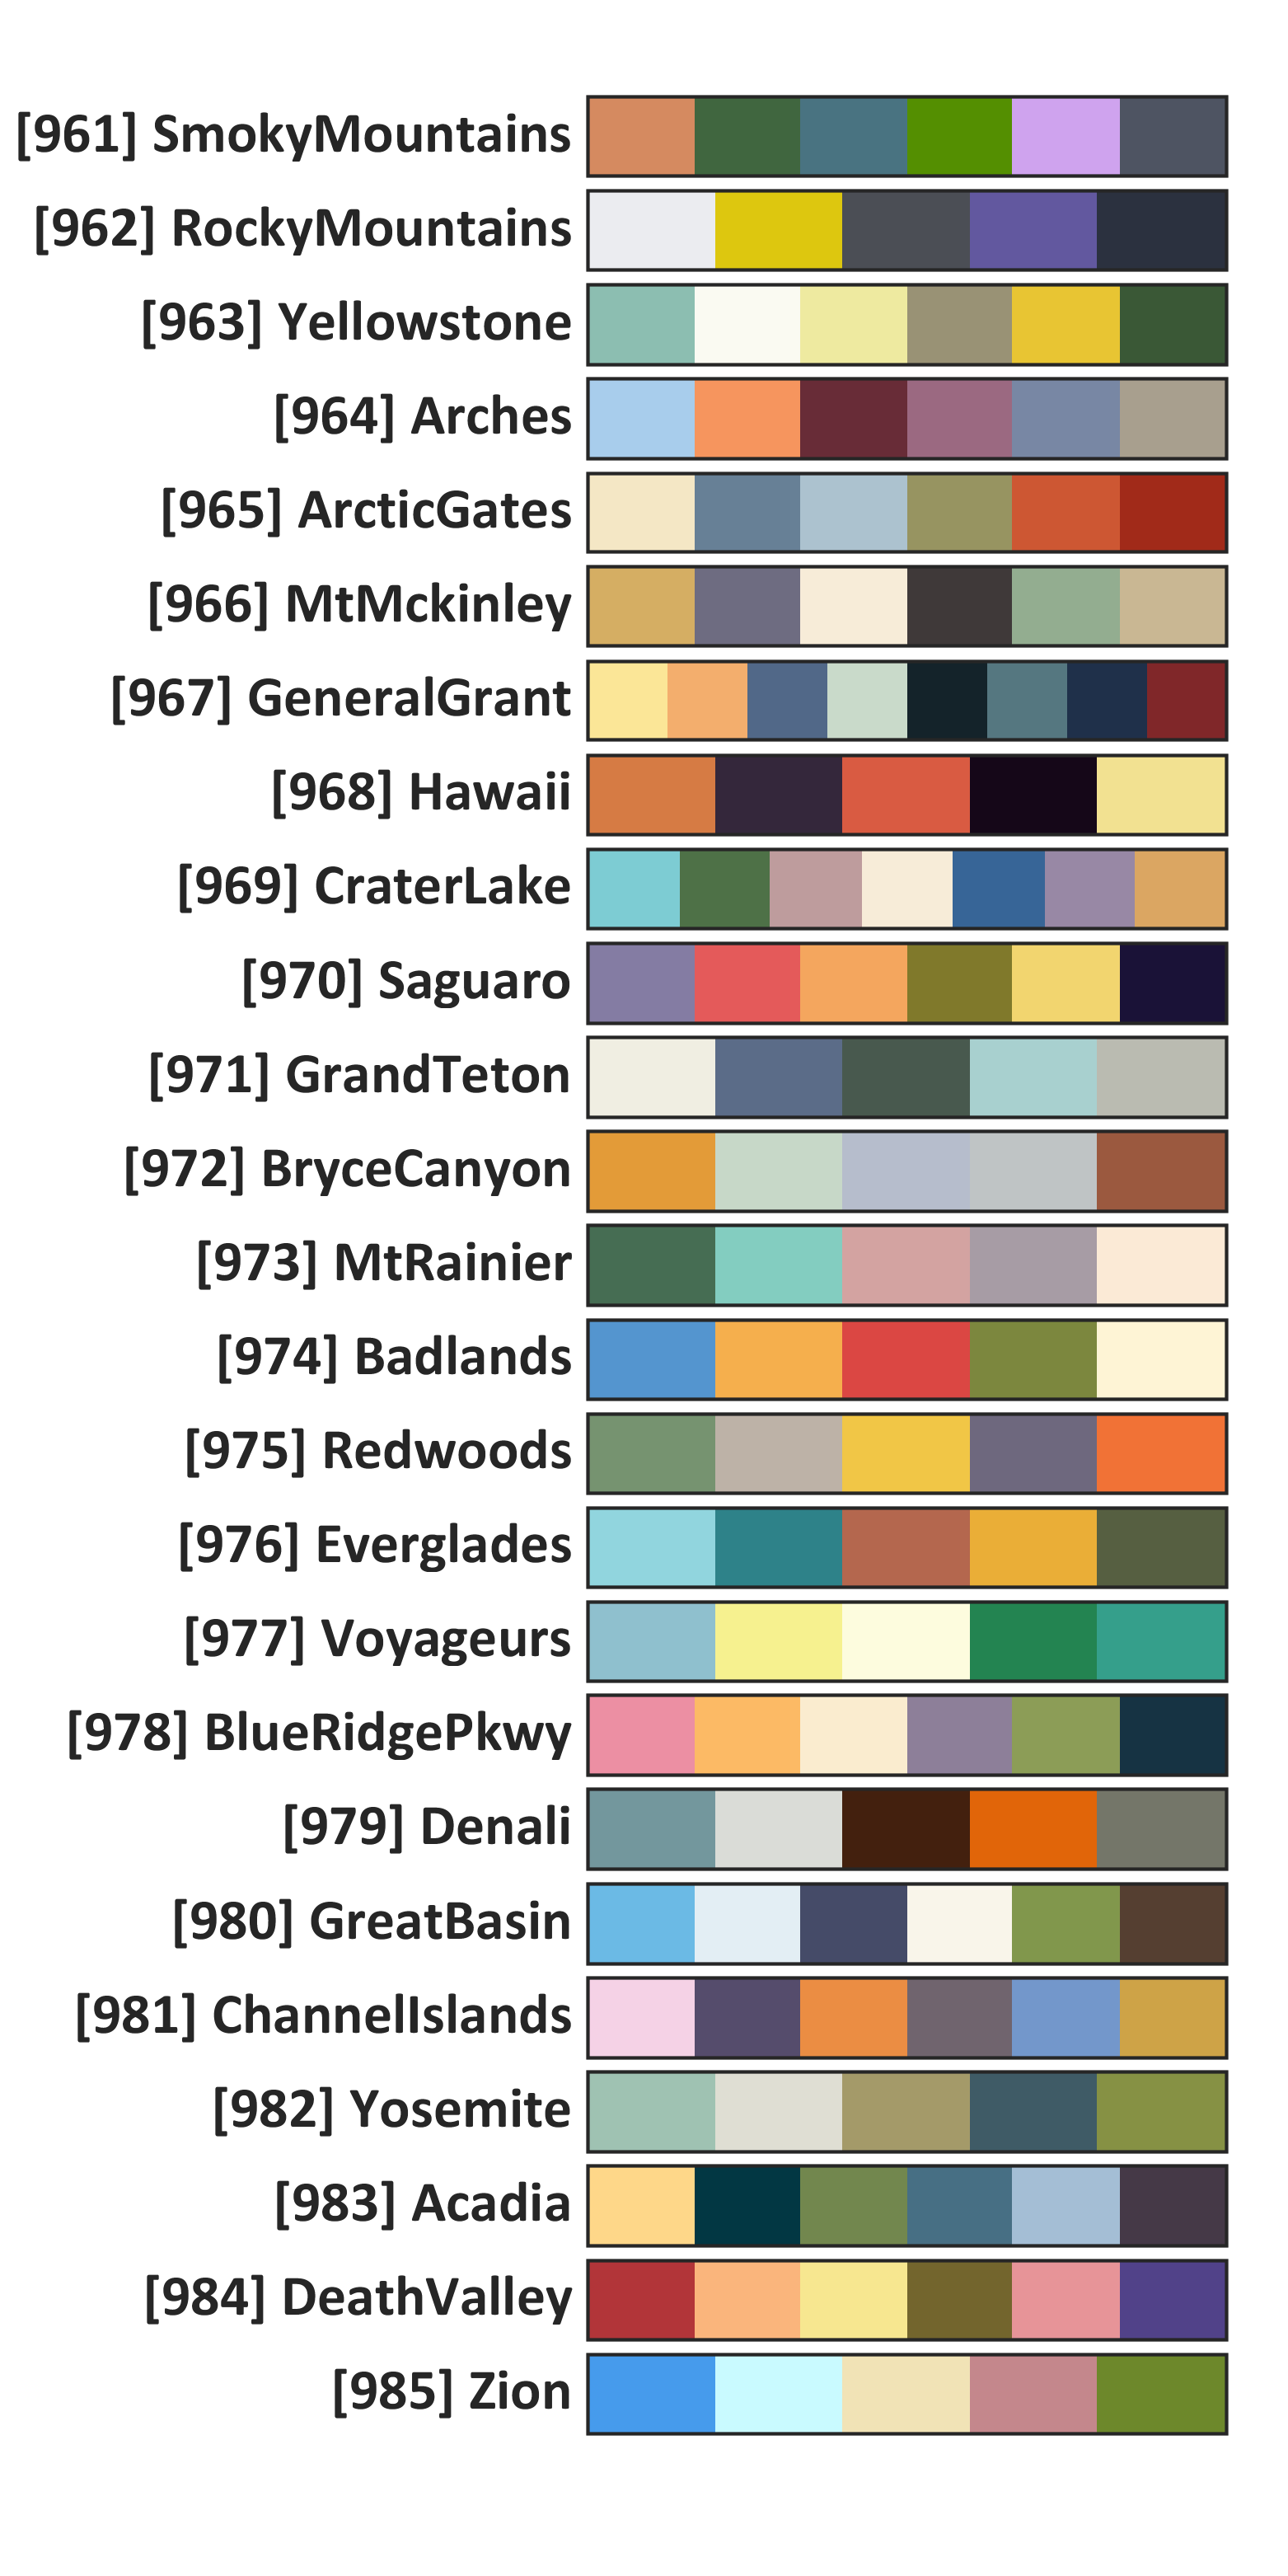 [961] SmokyMountains
[962] RockyMountains
[963] Yellowstone
[964] Arches
[965] ArcticGates
[966] MtMckinley
[967] GeneralGrant
[968] Hawaii
[969] CraterLake
[970] Saguaro
[971] GrandTeton
[972] BryceCanyon
[973] MtRainier
[974] Badlands
[975] Redwoods
[976] Everglades
[977] Voyageurs
[978] BlueRidgePkwy
[979] Denali
[980] GreatBasin
[981] ChannelIslands
[982] Yosemite
[983] Acadia
[984] DeathValley
[985] Zion